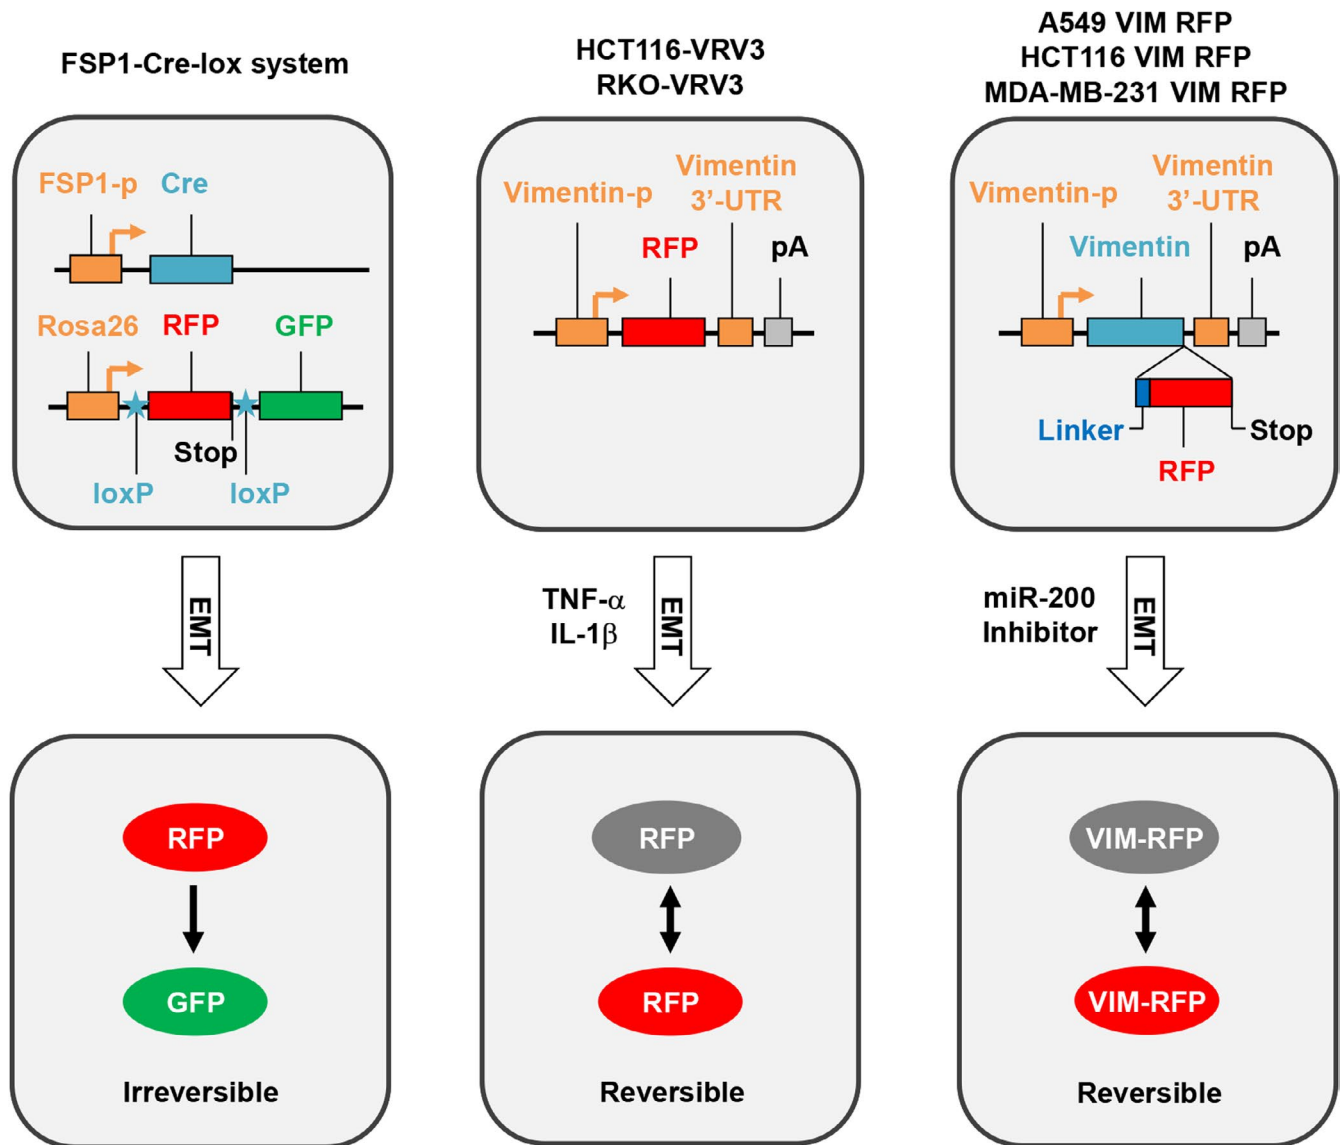 FSP1-Cre-lox system
FSP1-p Cre
Rosa26 RFP GFP
Stop
loxP loxP
EMT
RFP
GFP
Irreversible
HCT116-VRV3
RKO-VRV3
Vimentin
Vimentin-p 3’-UTR
RFP pA
TNF-α
IL-1β
EMT
RFP
RFP
Reversible
A549 VIM RFP
HCT116 VIM RFP
MDA-MB-231 VIM RFP
Vimentin
Vimentin-p 3’-UTR
Vimentin pA
Linker Stop
RFP
miR-200
Inhibitor
EMT
VIM-RFP
VIM-RFP
Reversible